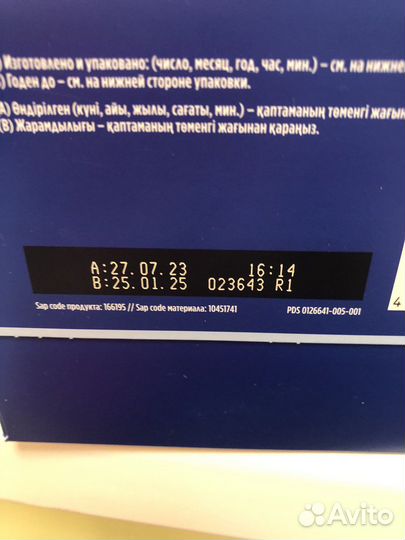 ) Изготовлено и упаковано: (число, месяц, год, час, мин.) – см. на нижней
) Годен до – см. на нижней стороне упаковки.
А) Өндірілген (күні, айы, жылы, сағаты, мин.) – қаптаманың төменгі жағын
(В) Жарамдылығы – қаптаманың төменгі жағынан қараңыз.
A:27.07.23 16:14
B:25.01.25 023643 R1
Sap code продукта: 166195 // Sap code материала: 10451741 PDS 0126641-005-001
4
Avito